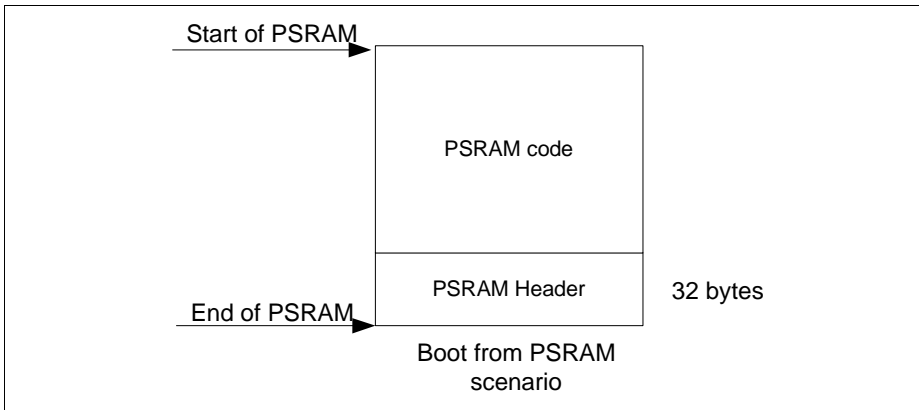 Start of PSRAM
PSRAM code
PSRAM Header
32 bytes
End of PSRAM
Boot from PSRAM
scenario